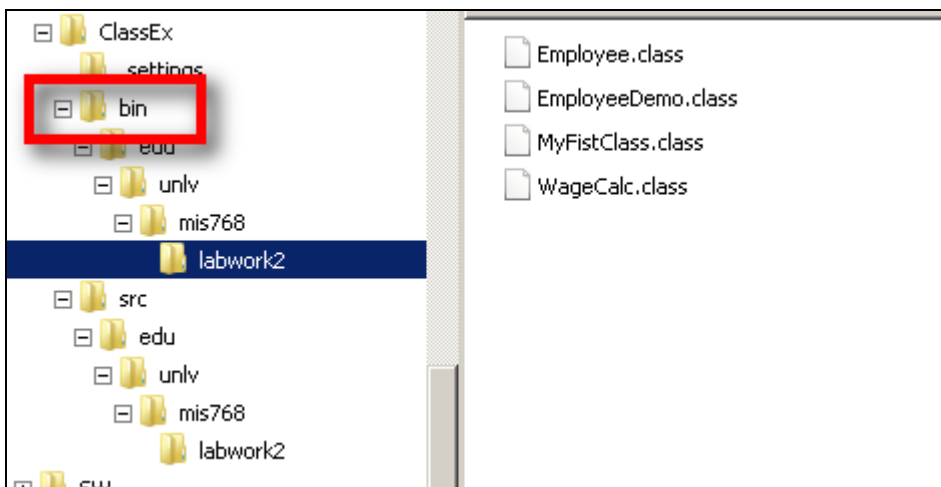 ClassEx
.settings
bin
edu
unlv
mis768
labwork2
src
edu
unlv
mis768
labwork2
Employee.class
EmployeeDemo.class
MyFistClass.class
WageCalc.class